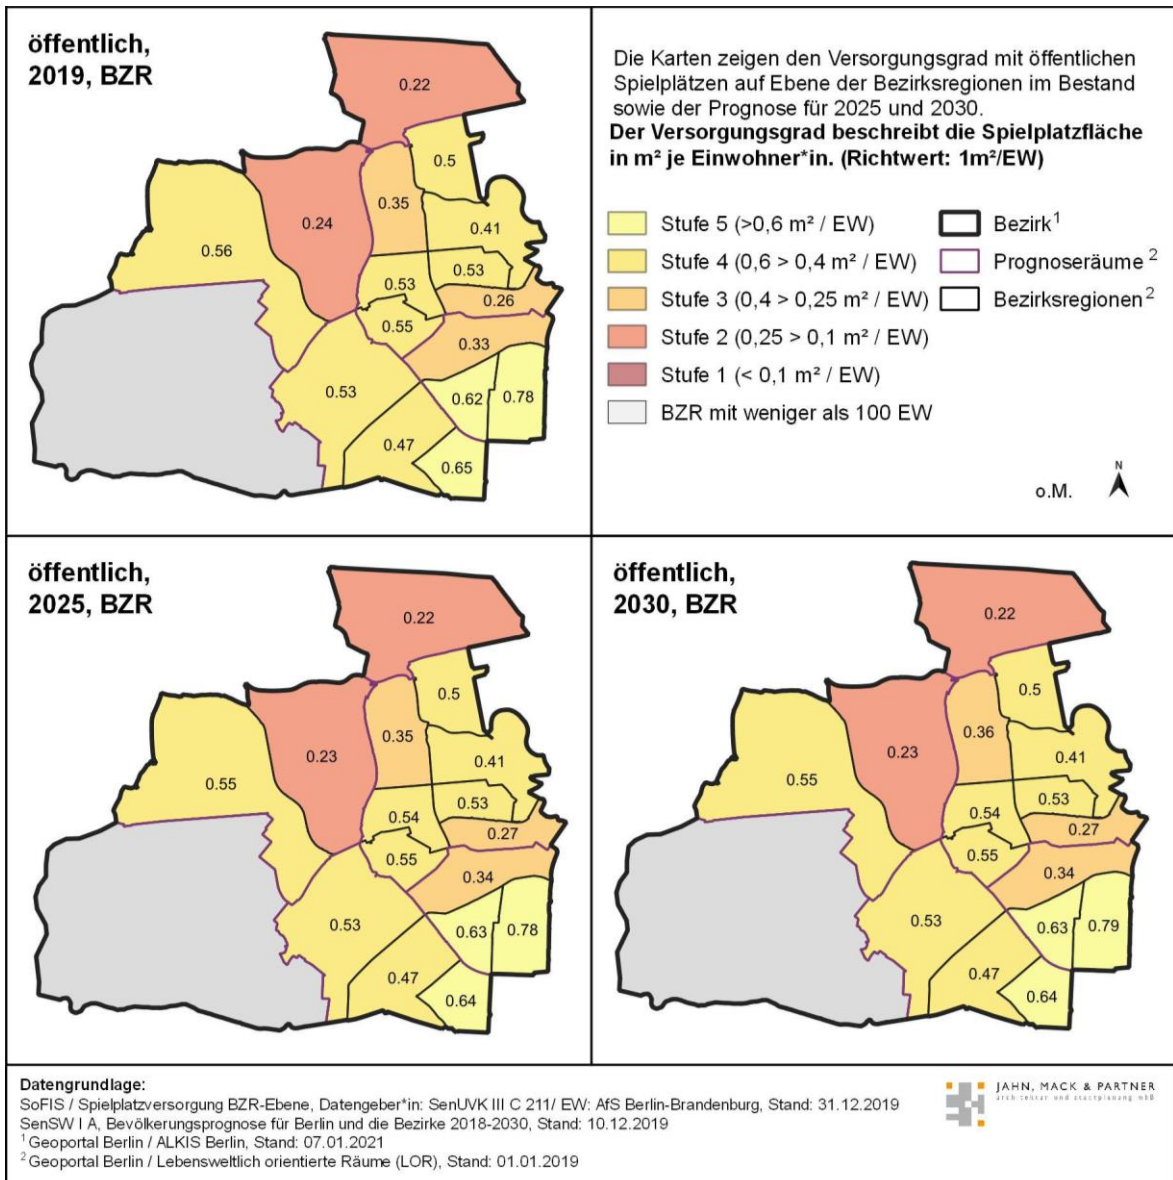 öffentlich,
2019, BZR
0.22
0.5
0.35
0.24
0.41
0.56
0.53
0.53
0.26
0.55
0.33
0.53
0.62
0.78
0.47
0.65
Die Karten zeigen den Versorgungsgrad mit öffentlichen
Spielplätzen auf Ebene der Bezirksregionen im Bestand
sowie der Prognose für 2025 und 2030.
Der Versorgungsgrad beschreibt die Spielplatzfläche
in m² je Einwohner*in. (Richtwert: 1m²/EW)
Stufe 5 (>0,6 m² / EW)
Stufe 4 (0,6 > 0,4 m² / EW)
Stufe 3 (0,4 > 0,25 m² / EW)
Stufe 2 (0,25 > 0,1 m² / EW)
Stufe 1 (< 0,1 m² / EW)
BZR mit weniger als 100 EW
Bezirk¹
Prognoseräume ²
Bezirksregionen²
o.M.
N
öffentlich,
2025, BZR
0.22
0.5
0.35
0.23
0.41
0.55
0.53
0.54
0.27
0.55
0.34
0.53
0.63
0.78
0.47
0.64
öffentlich,
2030, BZR
0.22
0.5
0.36
0.23
0.41
0.55
0.53
0.54
0.27
0.55
0.34
0.53
0.63
0.79
0.47
0.64
Datengrundlage:
SoFIS / Spielplatzversorgung BZR-Ebene, Datengeber*in: SenUVK III C 211/ EW: AfS Berlin-Brandenburg, Stand: 31.12.2019
SenSW I A, Bevölkerungsprognose für Berlin und die Bezirke 2018-2030, Stand: 10.12.2019
¹ Geoportal Berlin / ALKIS Berlin, Stand: 07.01.2021
² Geoportal Berlin / Lebensweltlich orientierte Räume (LOR), Stand: 01.01.2019
JAHN, MACK & PARTNER
architektur und stadtplanung mbB